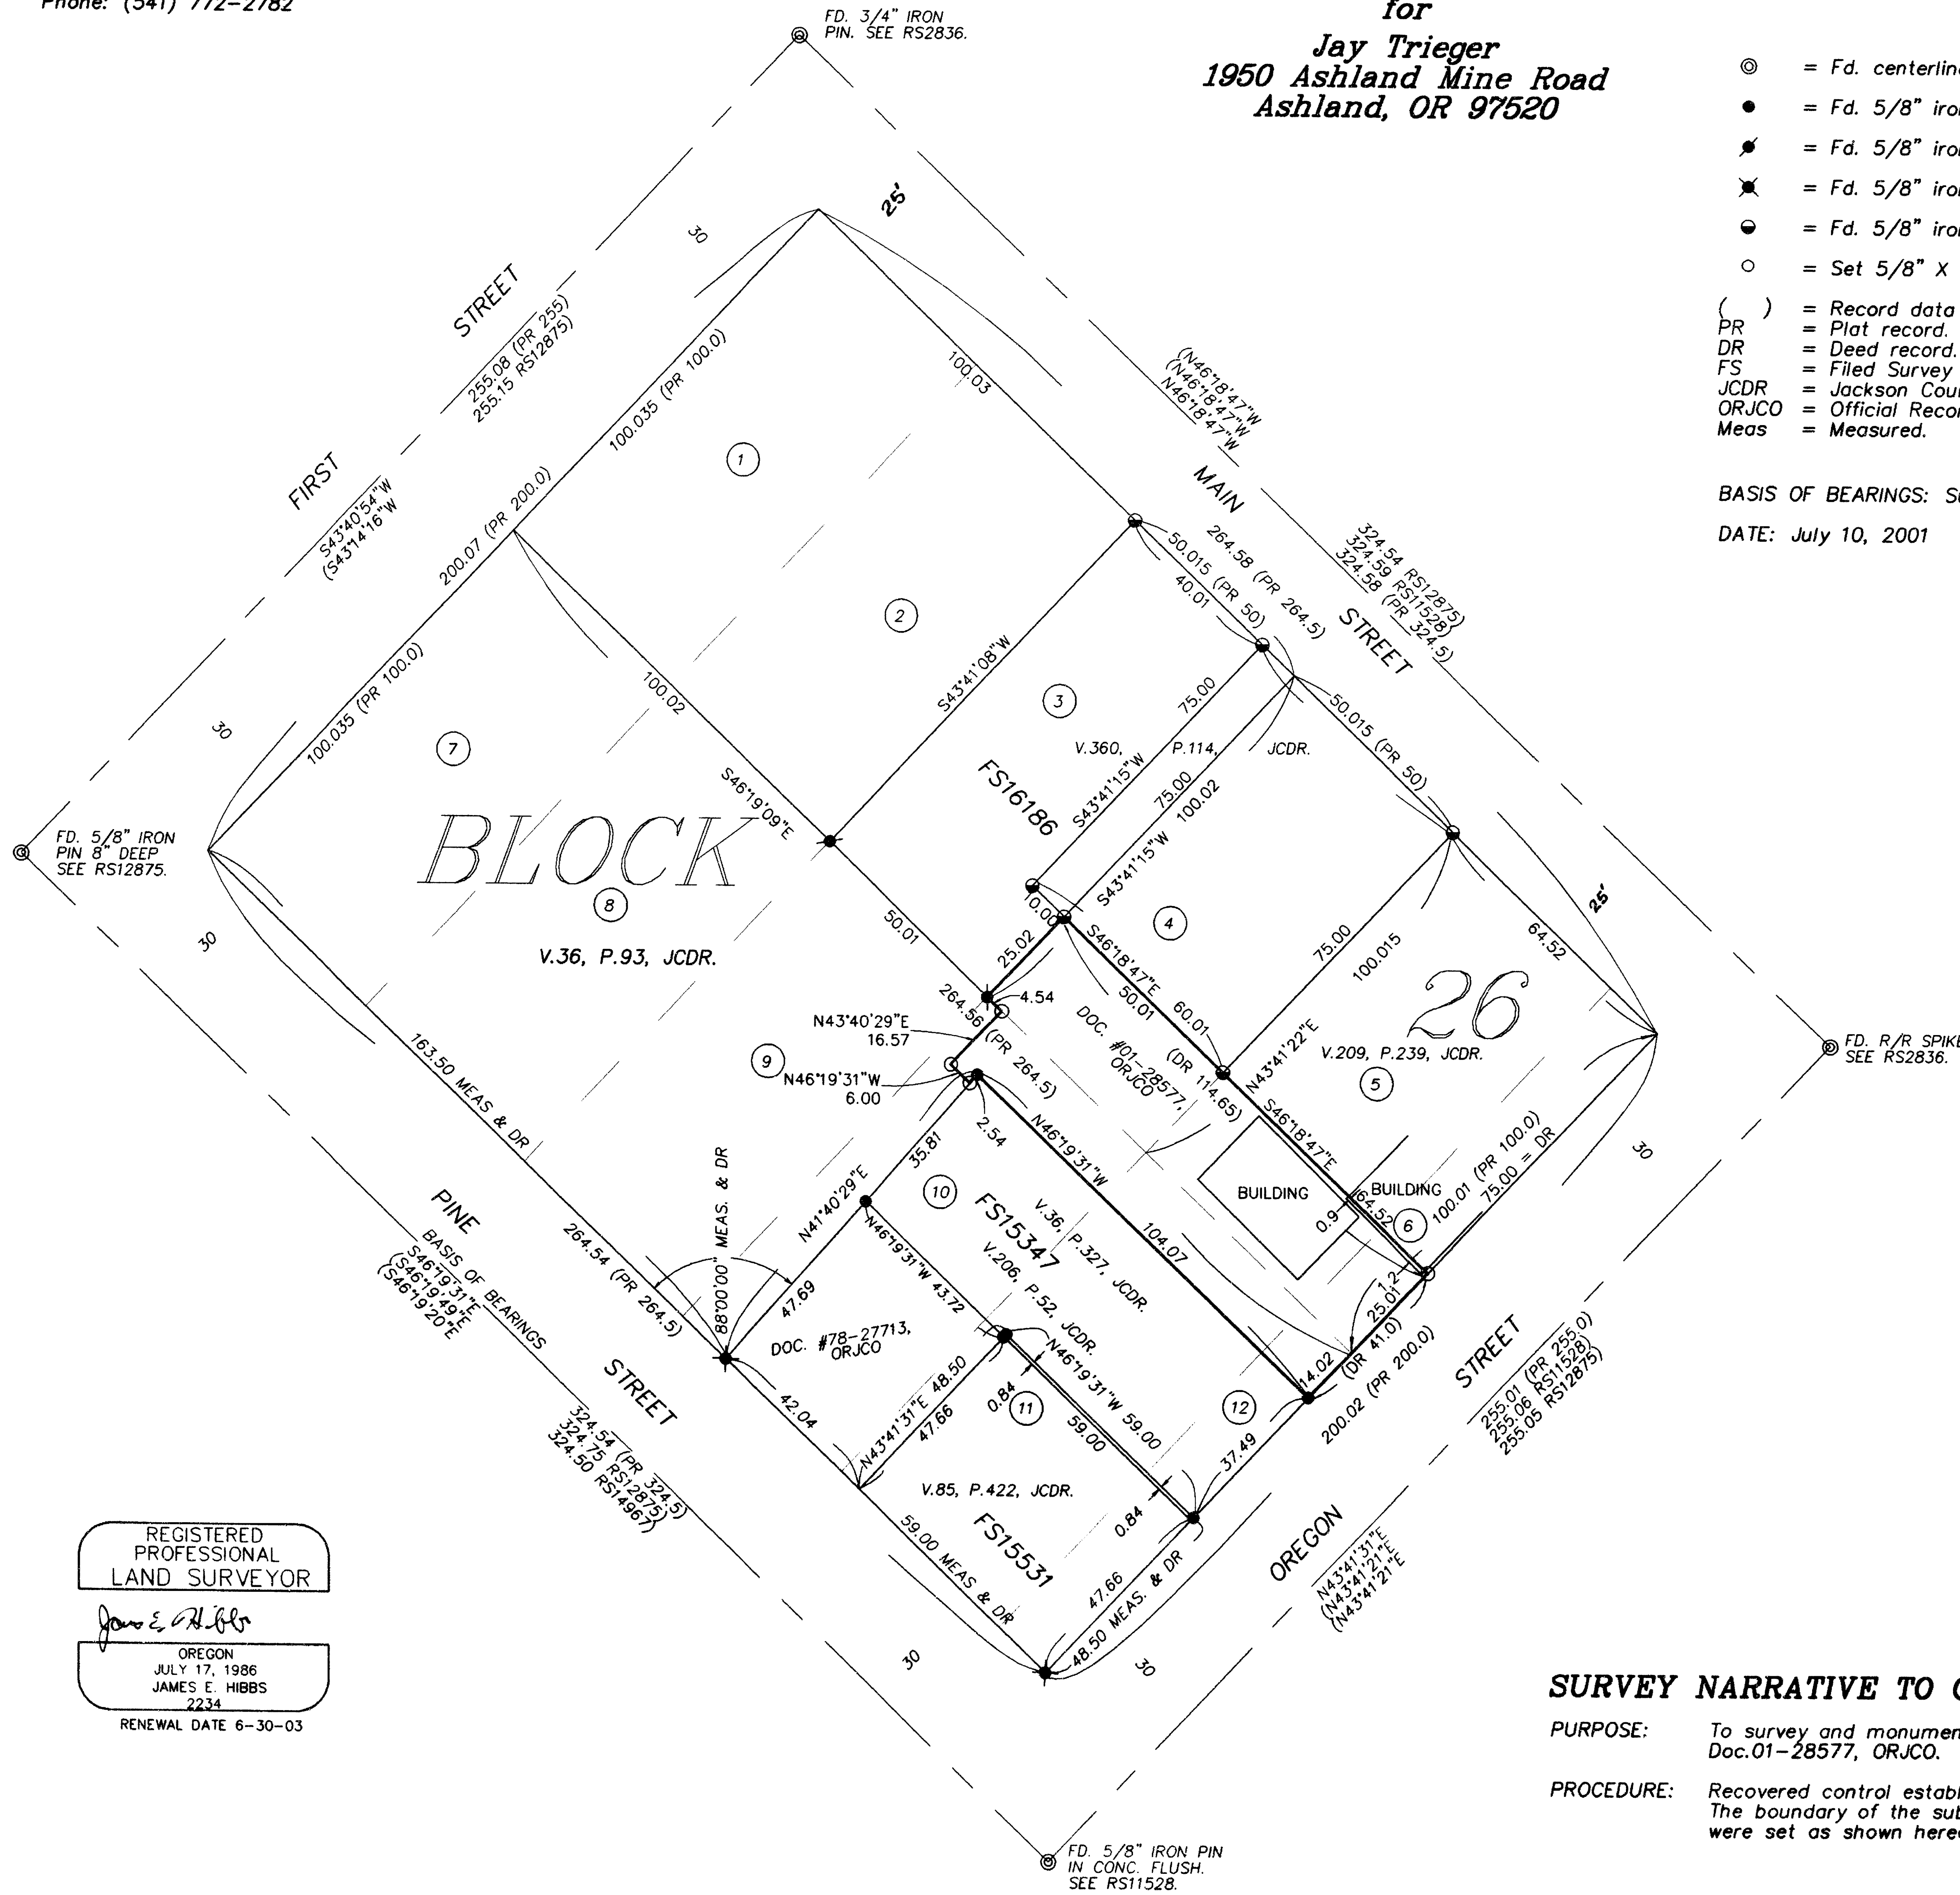 Phone: (541) 772-2782
FD. 3/4" IRON
PIN. SEE RS2836.
for
Jay Trieger
1950 Ashland Mine Road
Ashland, OR 97520
= Fd. centerlin
= Fd. 5/8" iro
= Fd. 5/8" iro
= Fd. 5/8" iro
= Fd. 5/8" iro
= Set 5/8" X
( ) = Record data
PR = Plat record.
DR = Deed record.
FS = Filed Survey
JCDR = Jackson Cou
ORJCO = Official Reco
Meas = Measured.
BASIS OF BEARINGS: S
DATE: July 10, 2001
25'
30
FIRST STREET
255.08 (PR 255)
255.15 RS12875)
S43°40'54"W
(S43°14'16"W
100.035 (PR 100.0)
200.07 (PR 200.0)
100.035 (PR 100.0)
30
100.03
(N46°18'47"W
(N46°18'47"W
N46°18'47"W
MAIN STREET
324.54 RS12875)
324.59 RS11528)
324.58 (PR 324.5)
50.015 (PR 50)
264.58 (PR 264.5)
40.01
50.015 (PR 50)
1
2
3
S43°41'08"W
75.00
V.360, P.114, JCDR.
FS16186
S43°41'15"W
75.00
S43°41'15"W 100.02
100.02
S46°19'09"E
7
BLOCK
8
V.36, P.93, JCDR.
FD. 5/8" IRON
PIN 8" DEEP
SEE RS12875.
30
50.01
10.00
25.02
4
S46°18'47"E
50.01
60.01
75.00
100.015
26
25'
64.52
FD. R/R SPIKE
SEE RS2836.
4.54
264.56 (PR 264.5)
N43°40'29"E
16.57
9
N46°19'31"W
6.00
2.54
DOC. #01-28577,
ORJCO
(DR 114.65)
N43°41'22"E
V.209, P.239, JCDR.
5
S46°18'47"E
BUILDING
BUILDING
64.52
0.9
6
100.01 (PR 100.0)
75.00 = DR
30
163.50 MEAS & DR
35.81
N41°40'29"E
10
N46°19'31"W
104.07
FS15347
V.36, P.327, JCDR.
V.206, P.52, JCDR.
N46°19'31"W 43.72
88°00'00" MEAS. & DR
264.54 (PR 264.5)
47.69
DOC. #78-27713,
ORJCO
PINE STREET
BASIS OF BEARINGS
S46°19'31"E
(S46°19'49"E
(S46°19'20"E
324.54 (PR 324.5)
324.75 RS12875)
324.50 RS14967)
42.04
N43°41'31"E 48.50
47.66
0.84
11
N46°19'31"W 59.00
59.00
12
1.2
25.01
14.02
(DR 41.0)
200.02 (PR 200.0)
37.49
0.84
V.85, P.422, JCDR.
FS15531
59.00 MEAS & DR
47.66
48.50 MEAS. & DR
30
30
OREGON STREET
255.01 (PR 255.0)
255.06 RS11528)
255.05 RS12875)
N43°41'31"E
(N43°41'21"E
(N43°41'21"E
REGISTERED
PROFESSIONAL
LAND SURVEYOR
James E. Hibbs
OREGON
JULY 17, 1986
JAMES E. HIBBS
2234
RENEWAL DATE 6-30-03
FD. 5/8" IRON PIN
IN CONC. FLUSH.
SEE RS11528.
SURVEY NARRATIVE TO
PURPOSE: To survey and monumen
Doc.01-28577, ORJCO.
PROCEDURE: Recovered control establ
The boundary of the sub
were set as shown here